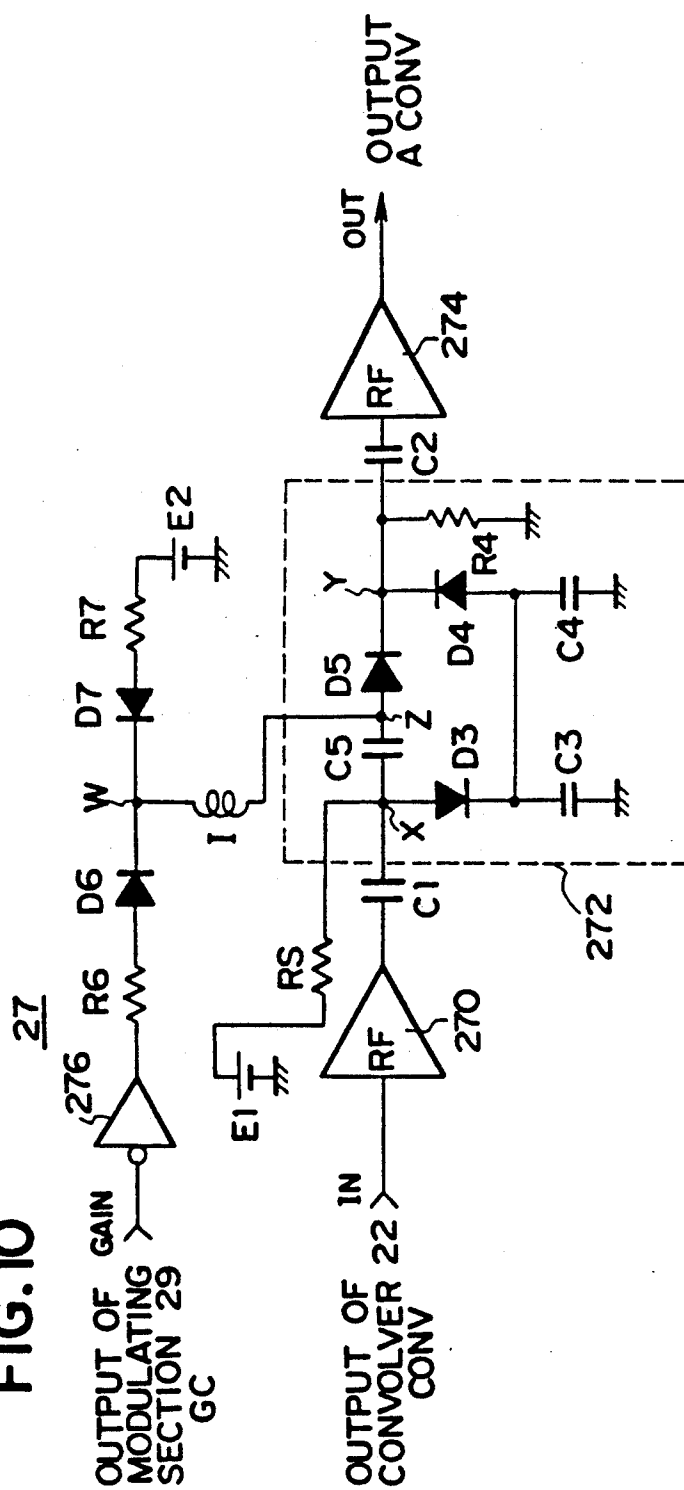 FIG.10
27
OUTPUT OF
MODULATING
SECTION 29
GC
GAIN
276
R6
D6
W
D7
R7
E2
I
E1
RS
OUTPUT OF
CONVOLVER 22
CONV
IN
RF
270
C1
X
C5
Z
D5
Y
D3
D4
R4
C3
C4
272
C2
RF
274
OUT
OUTPUT
A CONV